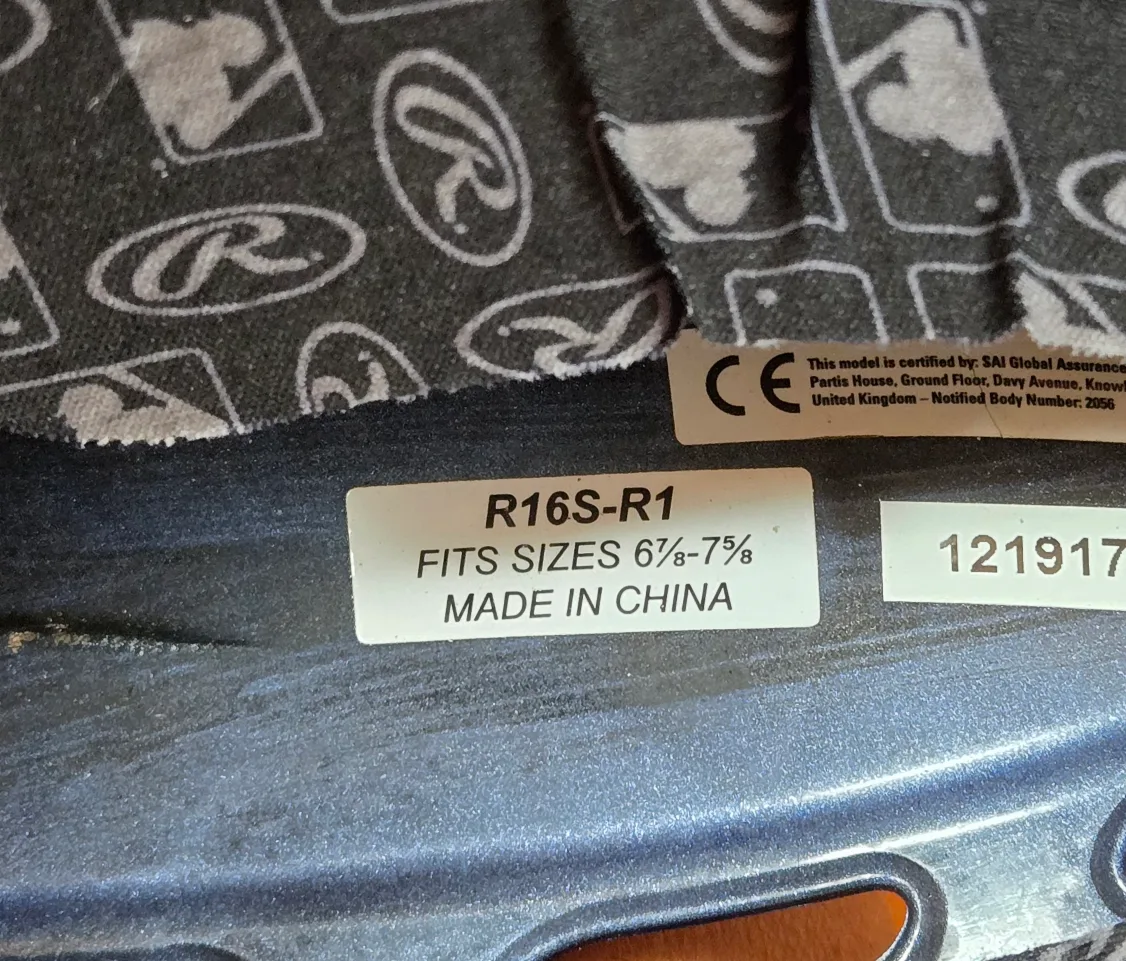 This model is certified by: SAI Global Assurance
Partis House, Ground Floor, Davy Avenue,
United Kingdom – Notified Body Number: 2056
R16S-R1
FITS SIZES 6⅞-7⅝
MADE IN CHINA
121917
R
R
R
R
CE